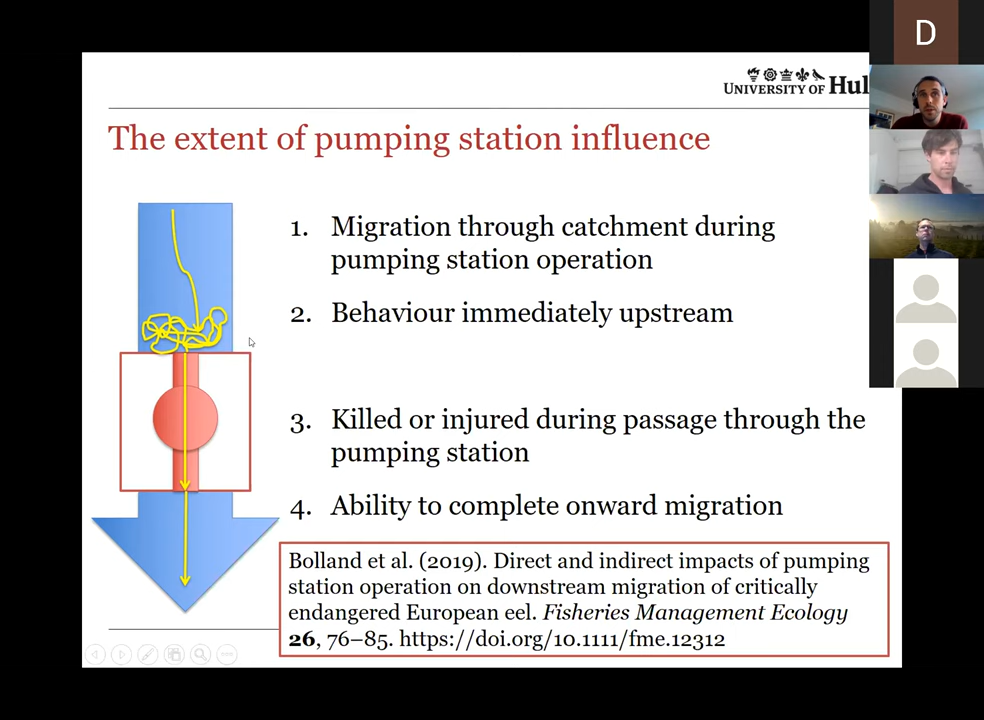 D
UNIVERSITY OF Hul
The extent of pumping station influence
1. Migration through catchment during
pumping station operation
2. Behaviour immediately upstream
3. Killed or injured during passage through the
pumping station
4. Ability to complete onward migration
Bolland et al. (2019). Direct and indirect impacts of pumping
station operation on downstream migration of critically
endangered European eel. Fisheries Management Ecology
26, 76–85. https://doi.org/10.1111/fme.12312